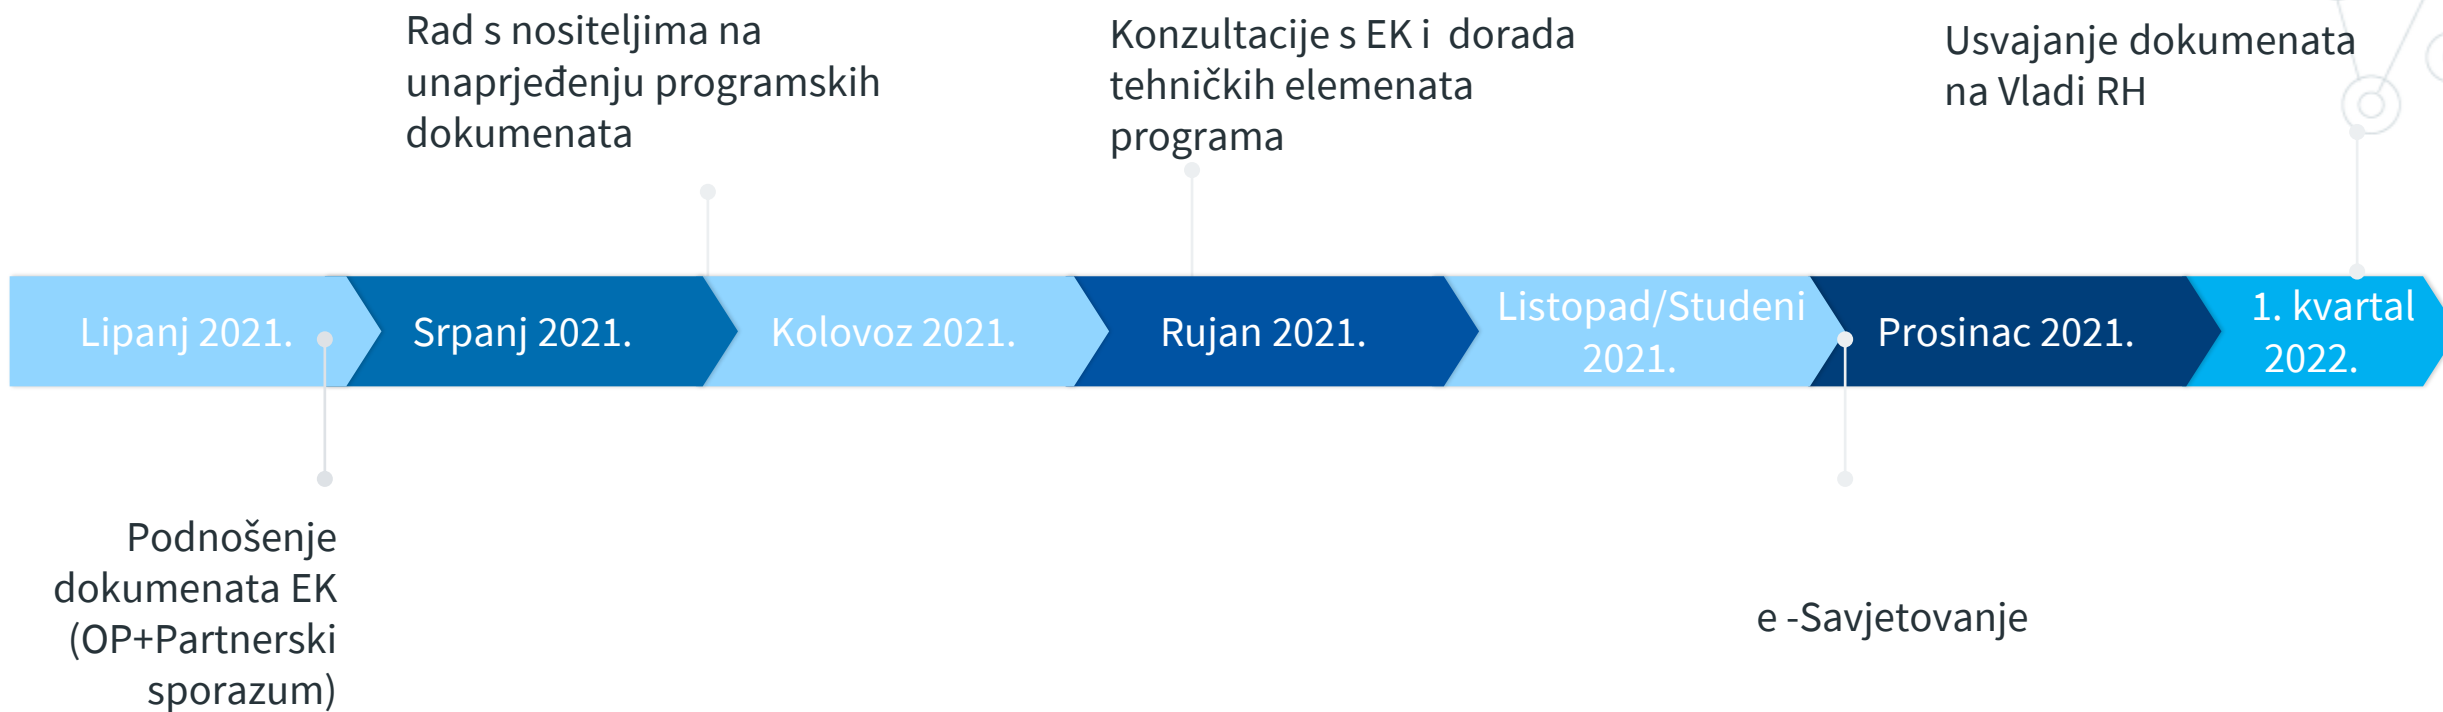 Rad s nositeljima na
unaprjeđenju programskih
dokumenata
Konzultacije s EK i  dorada
tehničkih elemenata
programa
Usvajanje dokumenata
na Vladi RH
Lipanj 2021.
Srpanj 2021.
Kolovoz 2021.
Rujan 2021.
Listopad/Studeni
2021.
Prosinac 2021.
1. kvartal
2022.
Podnošenje
dokumenata EK
(OP+Partnerski
sporazum)
e -Savjetovanje